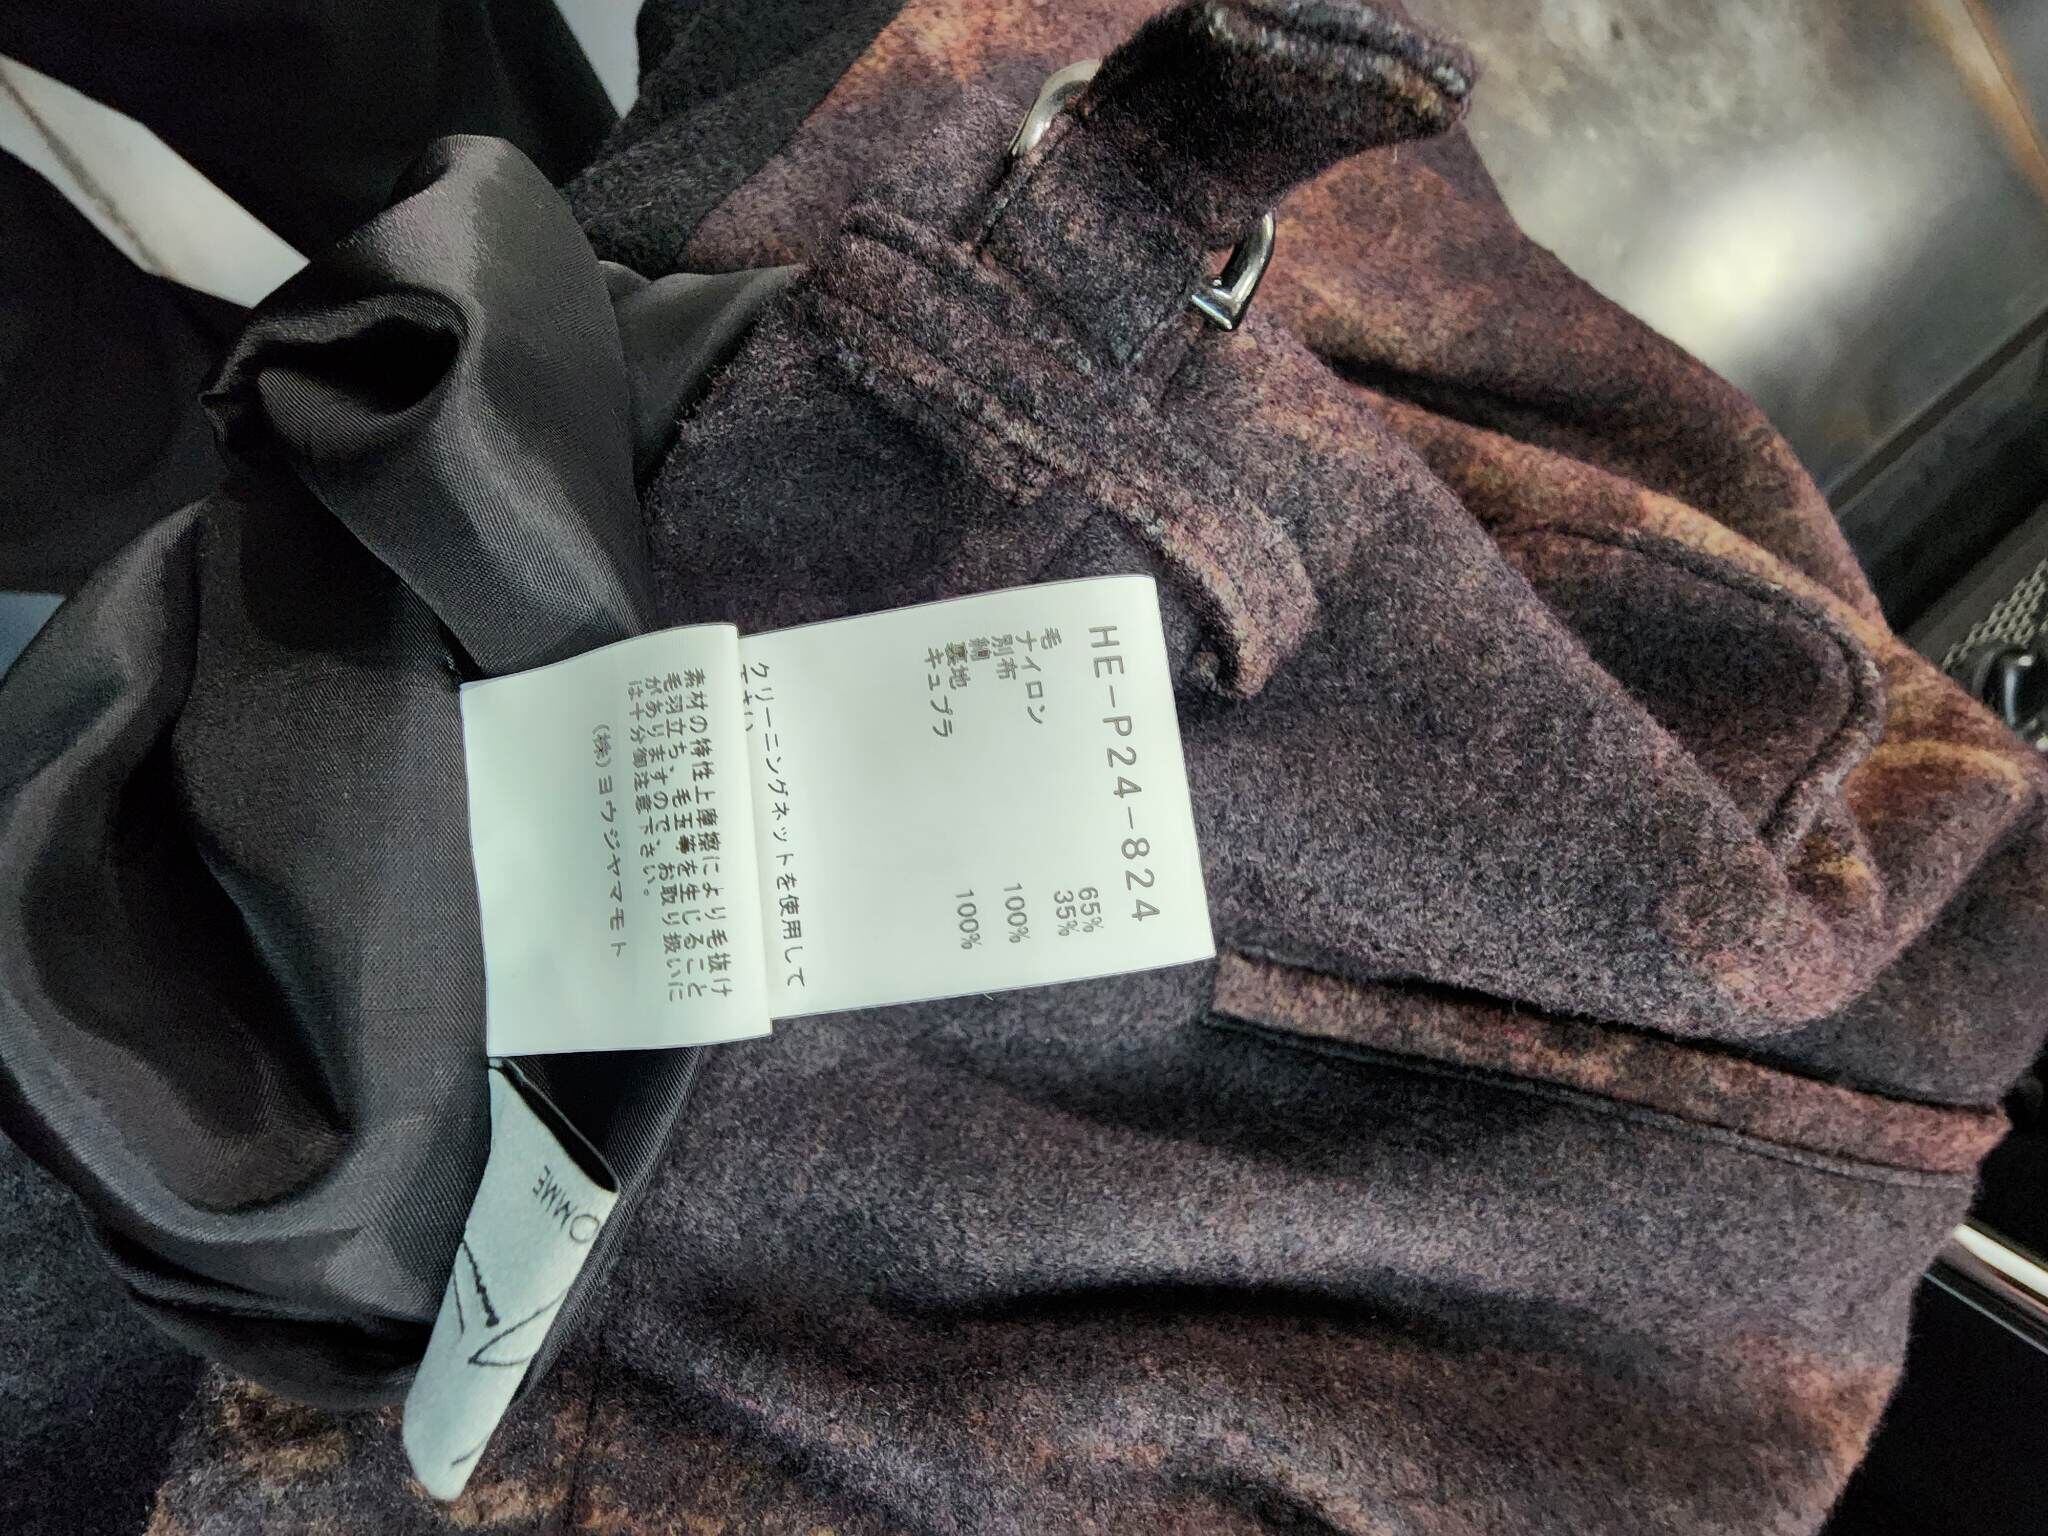 HE-P24-824
毛 65%
ナイロン 35%
別布
綿 100%
裏地
キュプラ 100%
クリーニングネットを使用して
下さい
素材の特性上摩擦により毛抜け
毛羽立ち、毛玉等を生じること
がありますので、お取り扱いに
は十分御注意下さい。
(株)ヨウジヤマモト
OMME